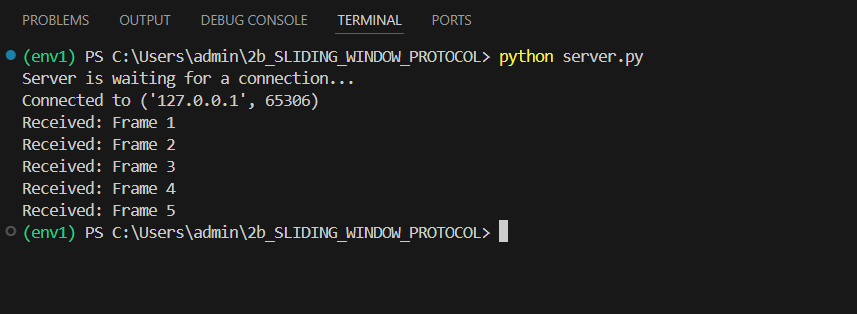 PROBLEMS OUTPUT DEBUG CONSOLE TERMINAL PORTS
(env1) PS C:\Users\admin\2b_SLIDING_WINDOW_PROTOCOL> python server.py
Server is waiting for a connection...
Connected to ('127.0.0.1', 65306)
Received: Frame 1
Received: Frame 2
Received: Frame 3
Received: Frame 4
Received: Frame 5
(env1) PS C:\Users\admin\2b_SLIDING_WINDOW_PROTOCOL>